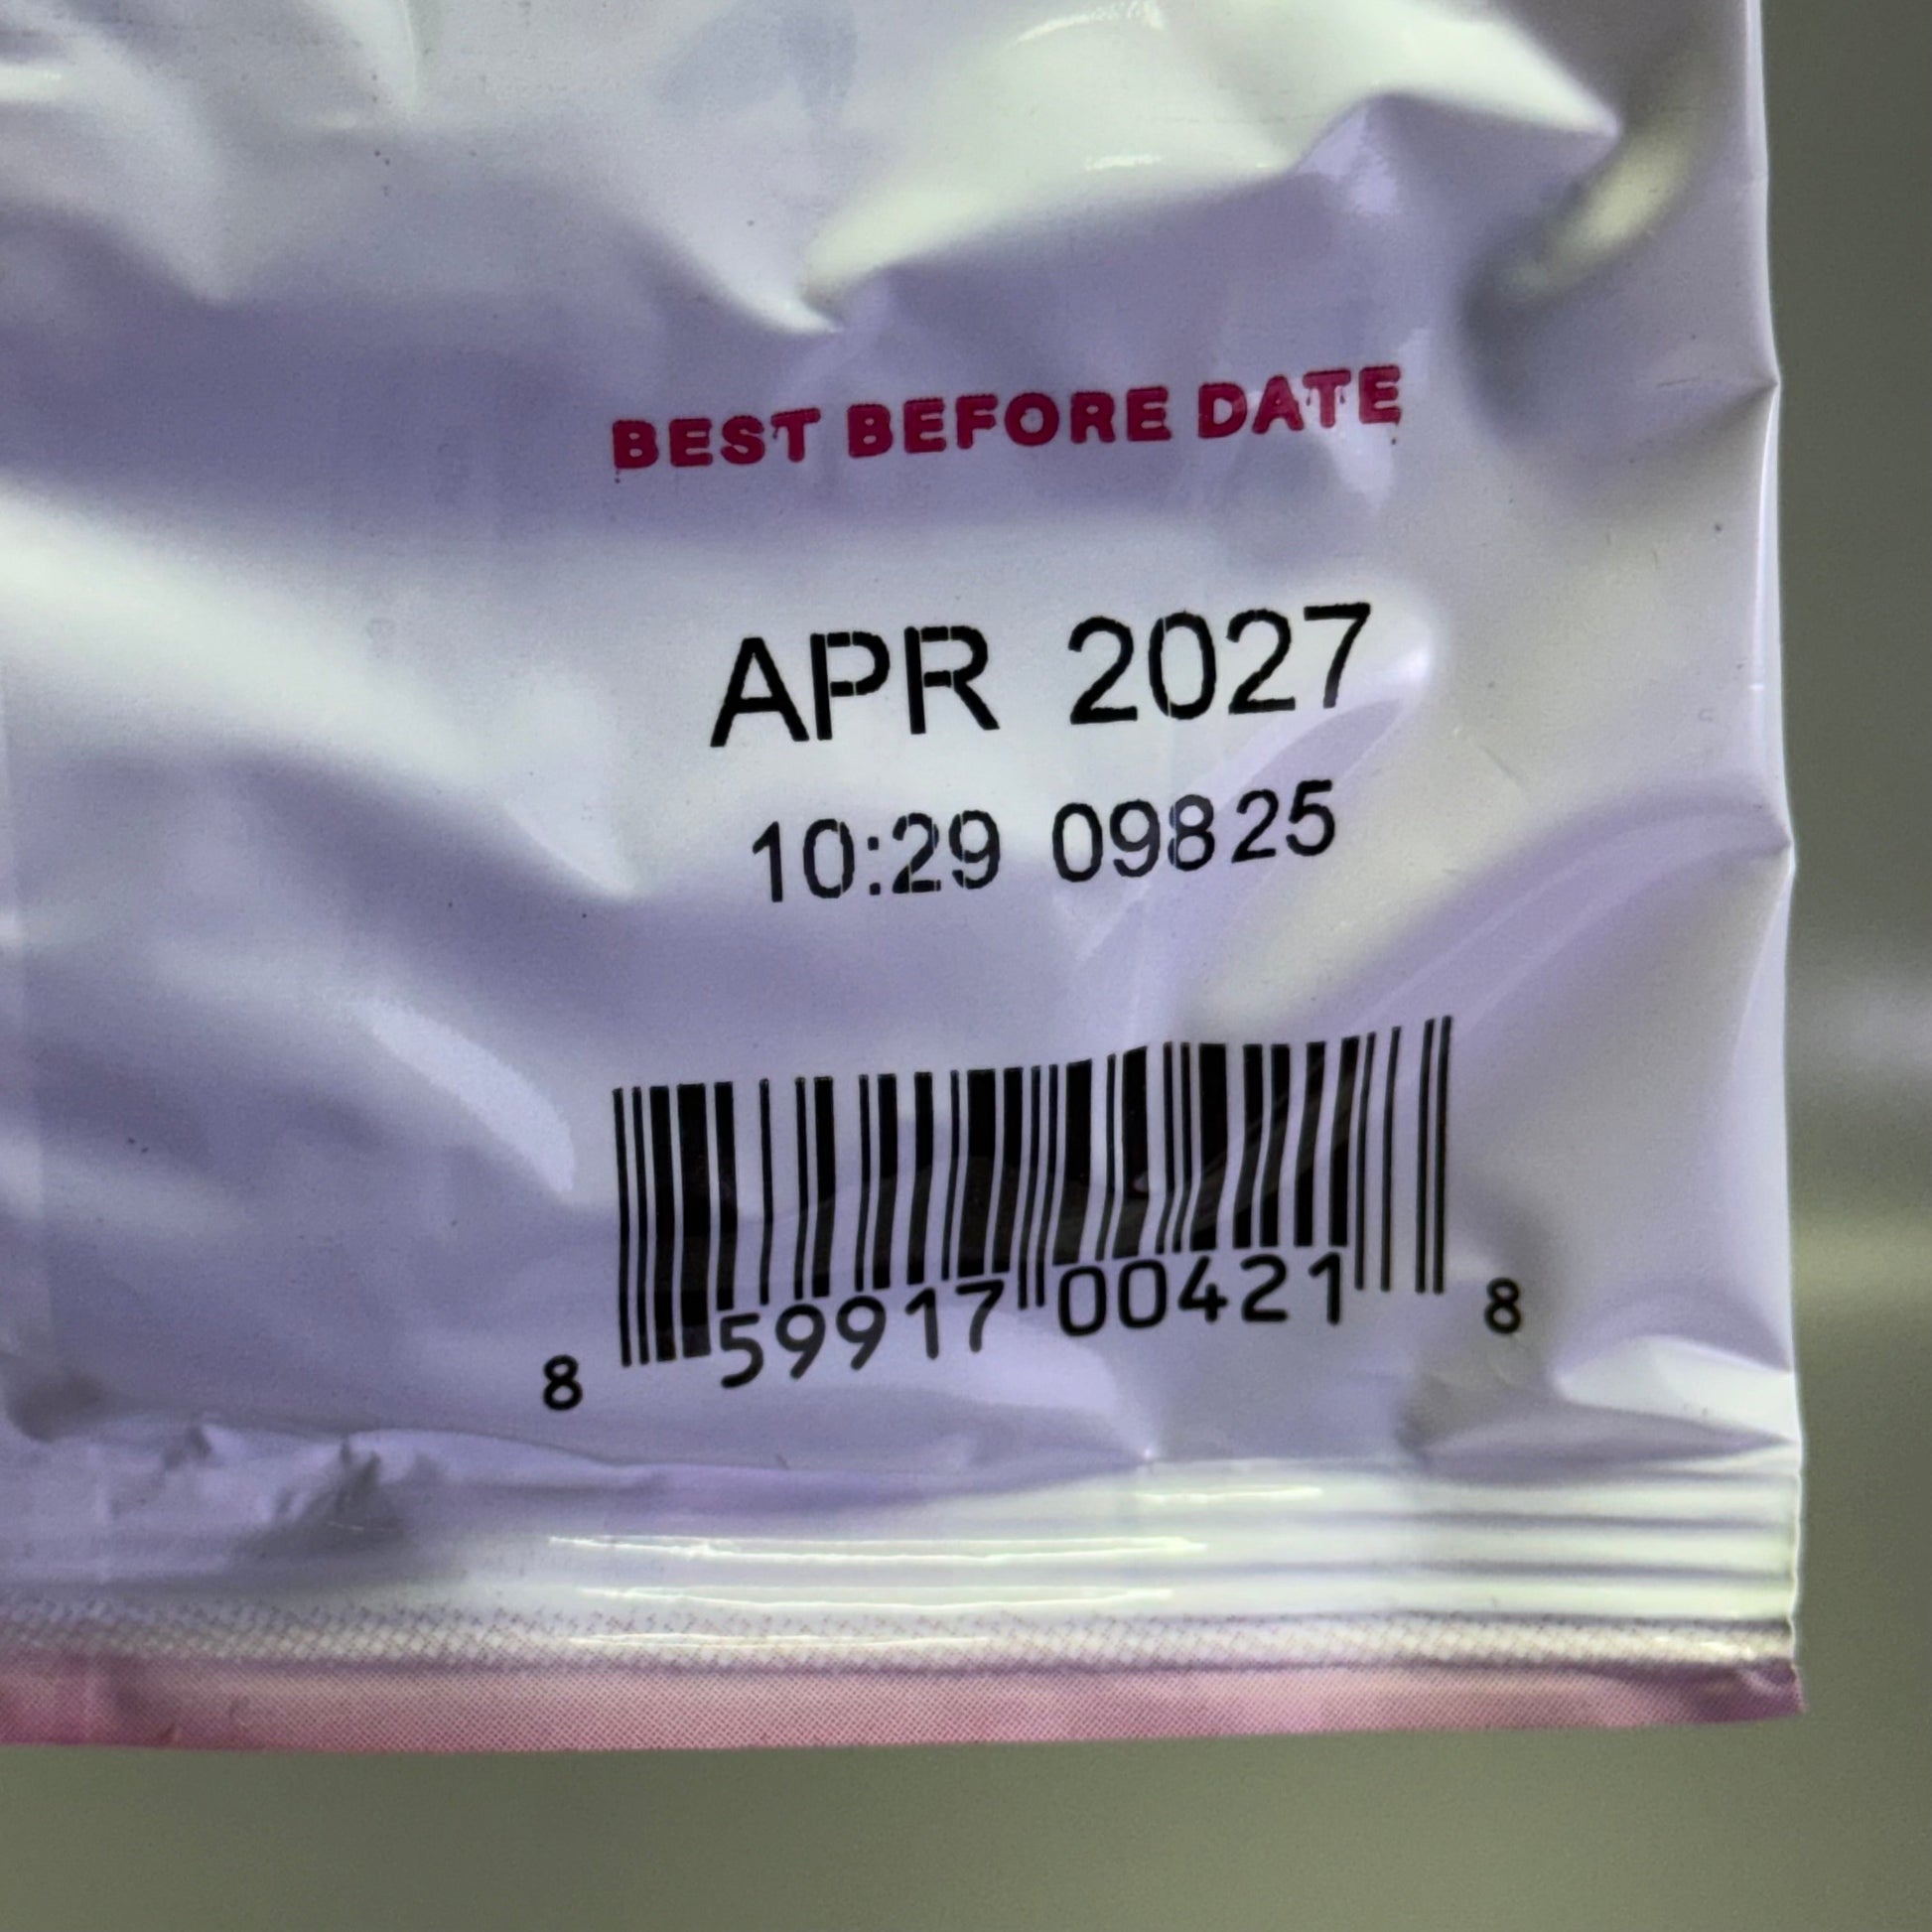 BEST BEFORE DATE
APR 2027
10:29 09825
8 59917 00421 8